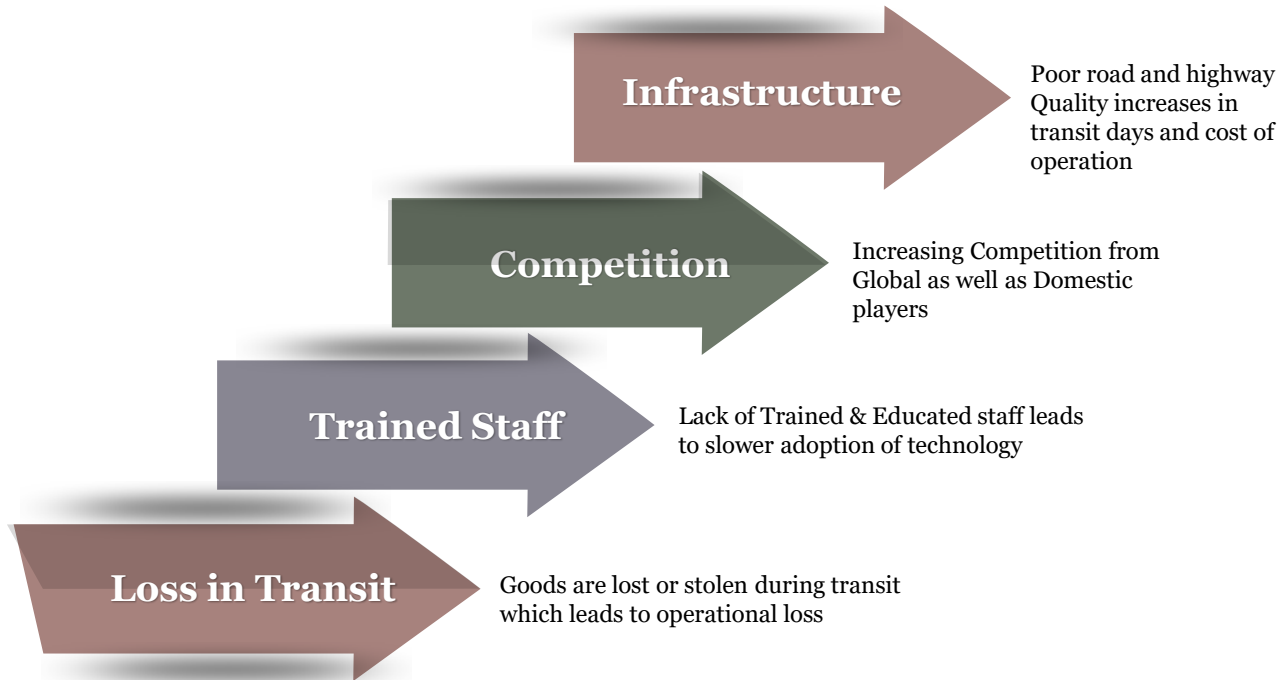 Infrastructure
Poor road and highway
Quality increases in
transit days and cost of
operation
Competition
Increasing Competition from
Global as well as Domestic
players
Trained Staff
Lack of Trained & Educated staff leads
to slower adoption of technology
Loss in Transit
Goods are lost or stolen during transit
which leads to operational loss